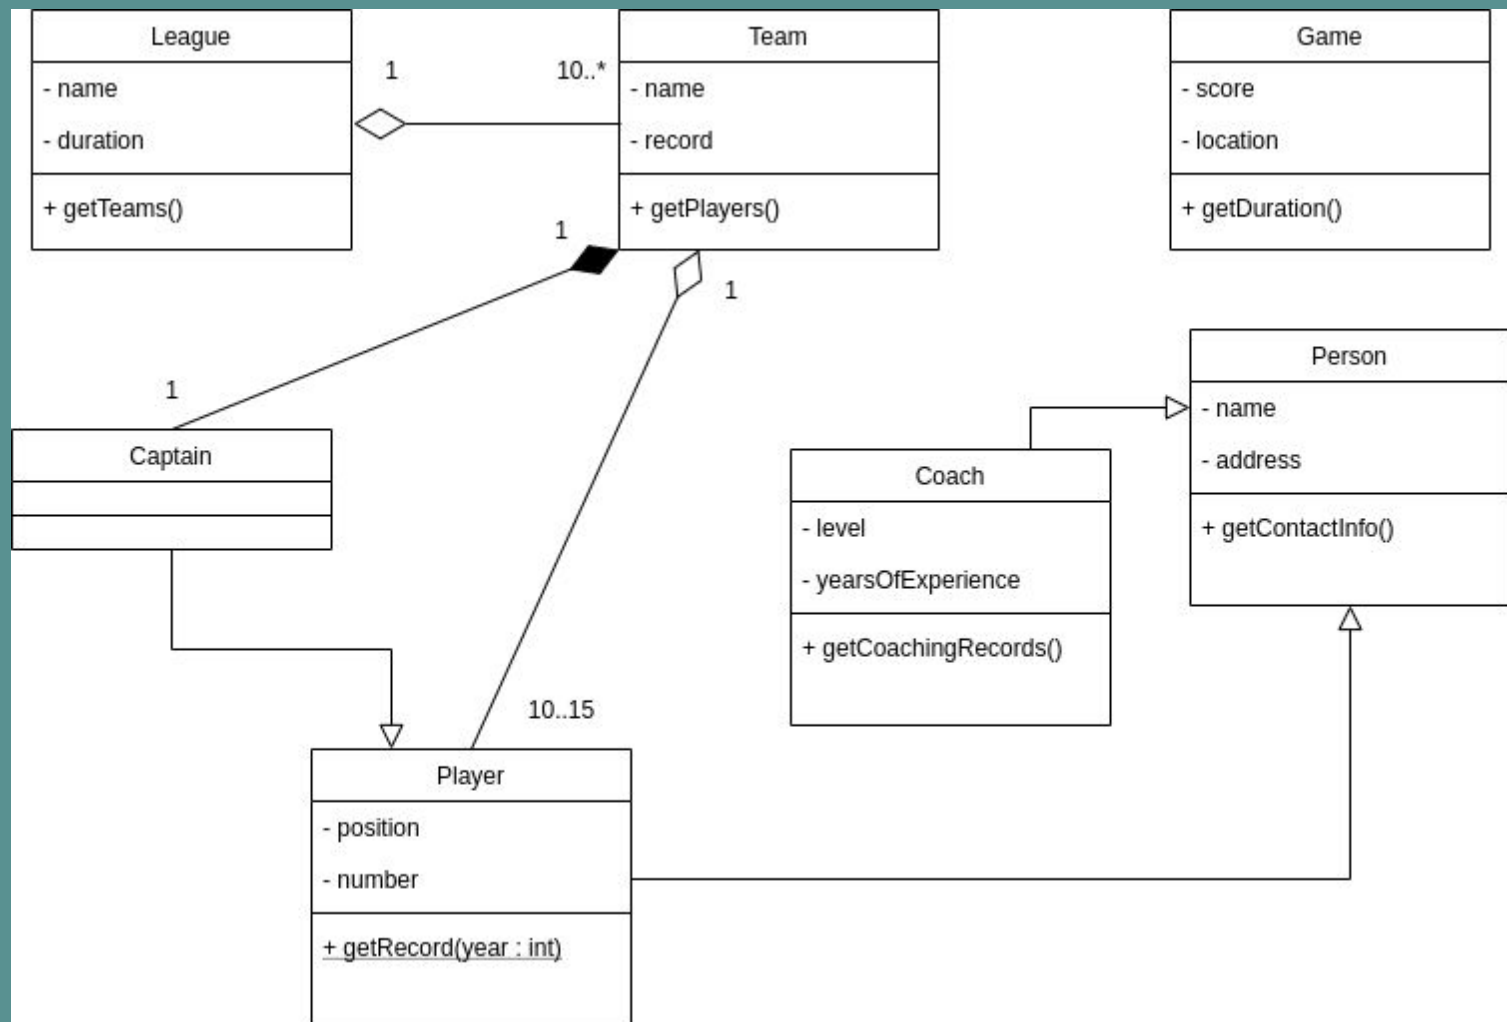 League
- name
- duration
+ getTeams()
1
10..*
Team
- name
- record
+ getPlayers()
Game
- score
- location
+ getDuration()
1
1
1
Captain
Person
- name
- address
+ getContactInfo()
Coach
- level
- yearsOfExperience
+ getCoachingRecords()
10..15
Player
- position
- number
+ getRecord(year : int)